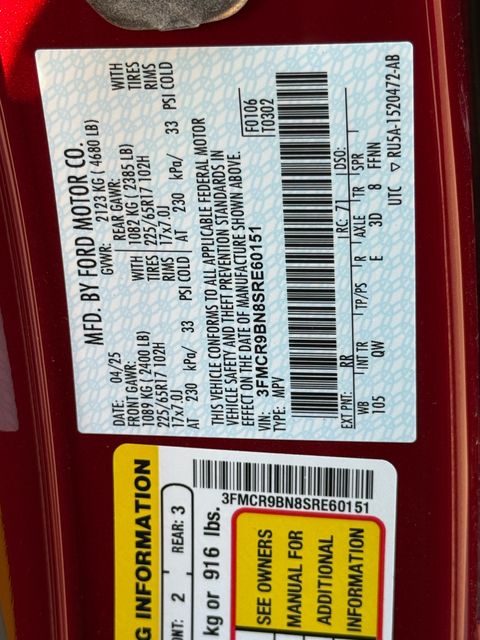 MFD. BY FORD MOTOR CO.
DATE: 04/25
GVWR: 2123 KG ( 4680 LB)
FRONT GAWR:
REAR GAWR:
1089 KG ( 2400 LB)
WITH
1082 KG ( 2385 LB)
WITH
225/65R17 102H
TIRES
225/65R17 102H
TIRES
17x7.0J
RIMS
17x7.0J
RIMS
AT 230 kPa/ 33 PSI COLD
AT 230 kPa/ 33 PSI COLD
THIS VEHICLE CONFORMS TO ALL APPLICABLE FEDERAL MOTOR
VEHICLE SAFETY AND THEFT PREVENTION STANDARDS IN
EFFECT ON THE DATE OF MANUFACTURE SHOWN ABOVE.
VIN: 3FMCR9BN8SRE60151
TYPE: MPV
F0106
T0302
EXT PNT: RR RC: 71 DSO:
WB INT TR TP/PS R AXLE TR SPR
105 QW E 3D 8 FFNN
UTC ▽ RU5A-1520472-AB
G INFORMATION
ONT: 2 REAR: 3
kg or 916 lbs.
3FMCR9BN8SRE60151
SEE OWNERS
MANUAL FOR
ADDITIONAL
INFORMATION